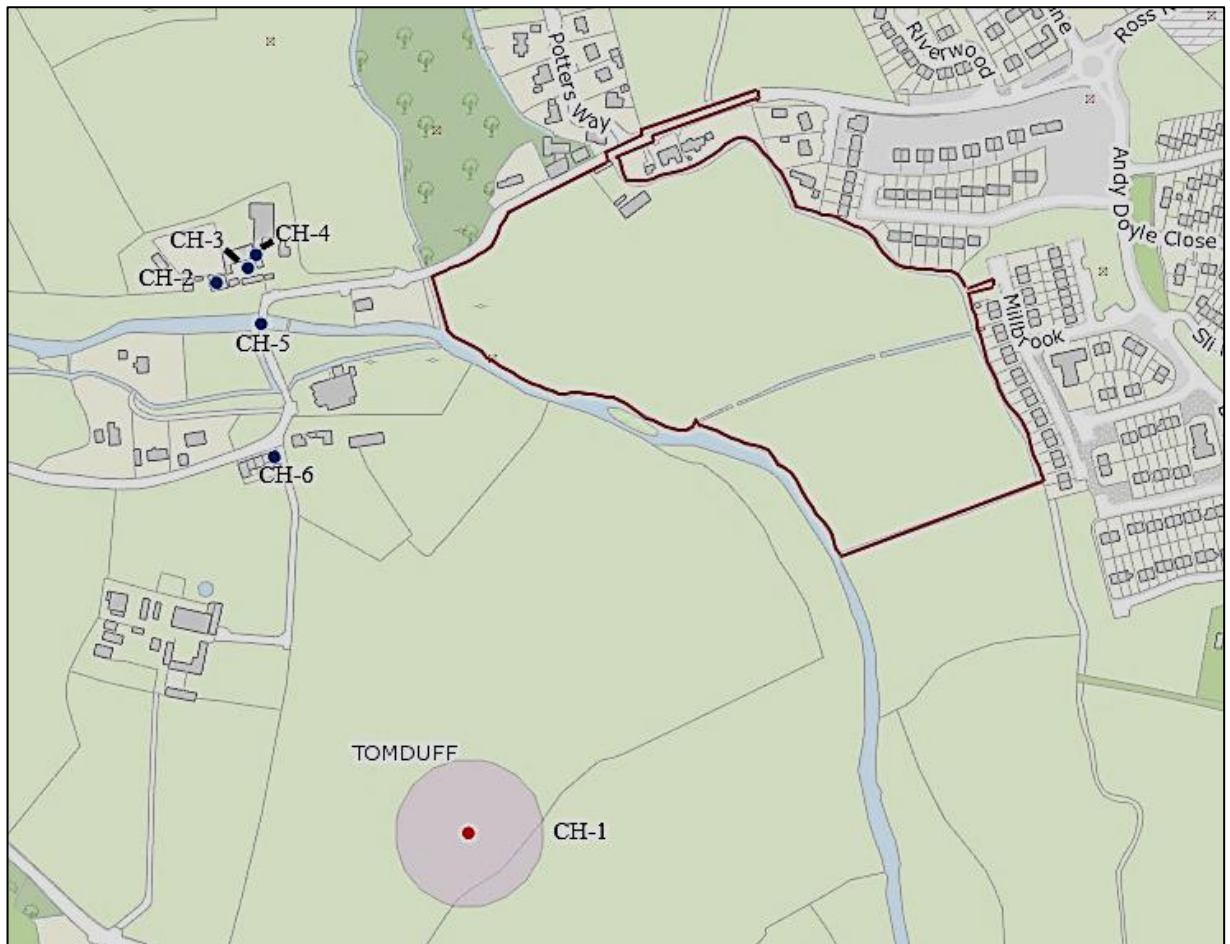 Potters Way
Riverwood
Ross
Andy Doyle Close
CH-3
CH-4
CH-2
CH-5
Millbrook
CH-6
TOMDUFF
CH-1